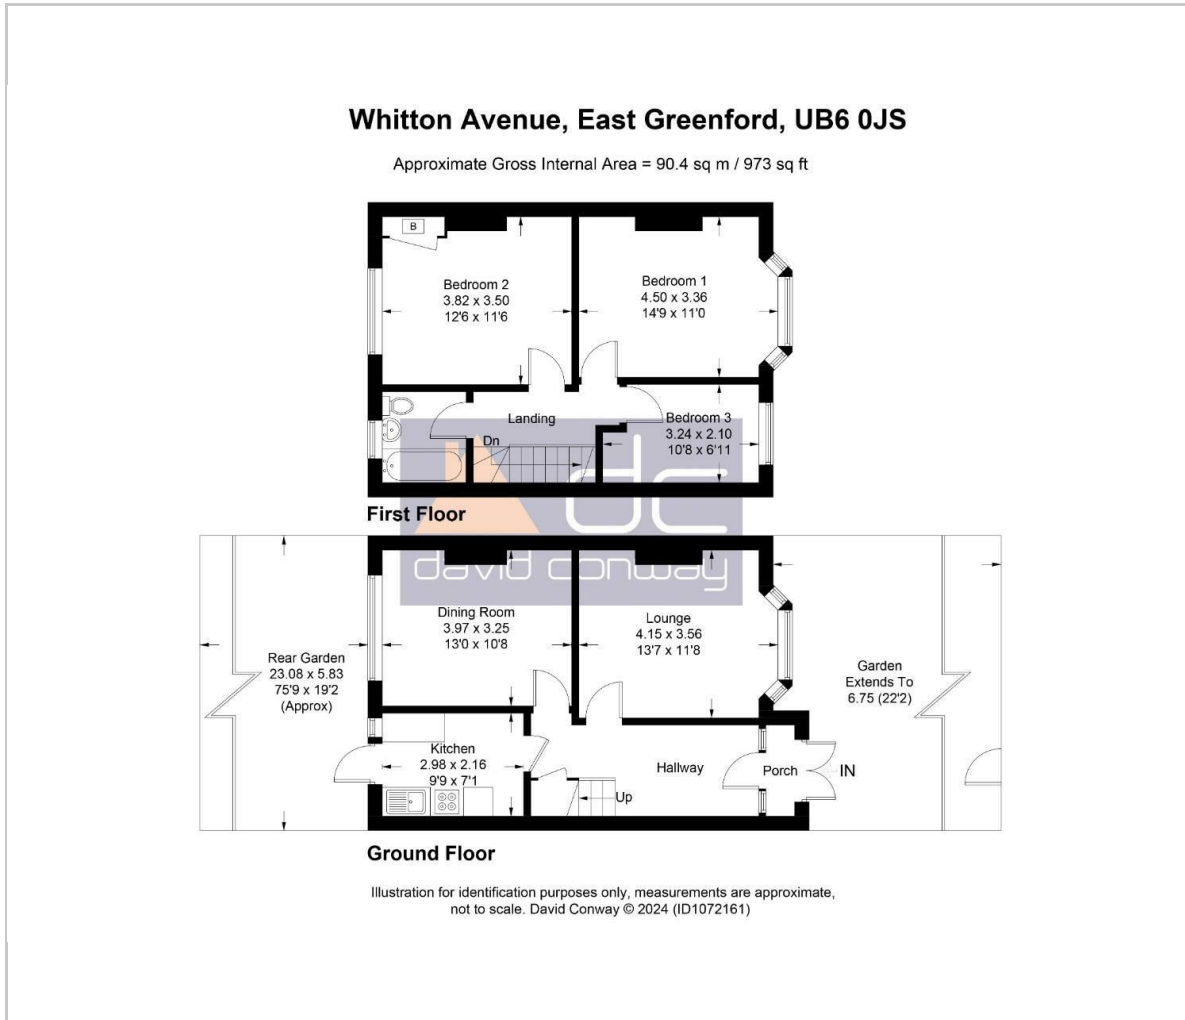 Whitton Avenue, East Greenford, UB6 0JS
Approximate Gross Internal Area = 90.4 sq m / 973 sq ft
B
Bedroom 2
3.82 x 3.50
12'6 x 11'6
Bedroom 1
4.50 x 3.36
14'9 x 11'0
Landing
Dn
Bedroom 3
3.24 x 2.10
10'8 x 6'11
First Floor
dc
david conway
Dining Room
3.97 x 3.25
13'0 x 10'8
Lounge
4.15 x 3.56
13'7 x 11'8
Rear Garden
23.08 x 5.83
75'9 x 19'2
(Approx)
Garden
Extends To
6.75 (22'2)
Kitchen
2.98 x 2.16
9'9 x 7'1
Hallway
Porch
IN
Up
Ground Floor
Illustration for identification purposes only, measurements are approximate,
not to scale. David Conway © 2024 (ID1072161)